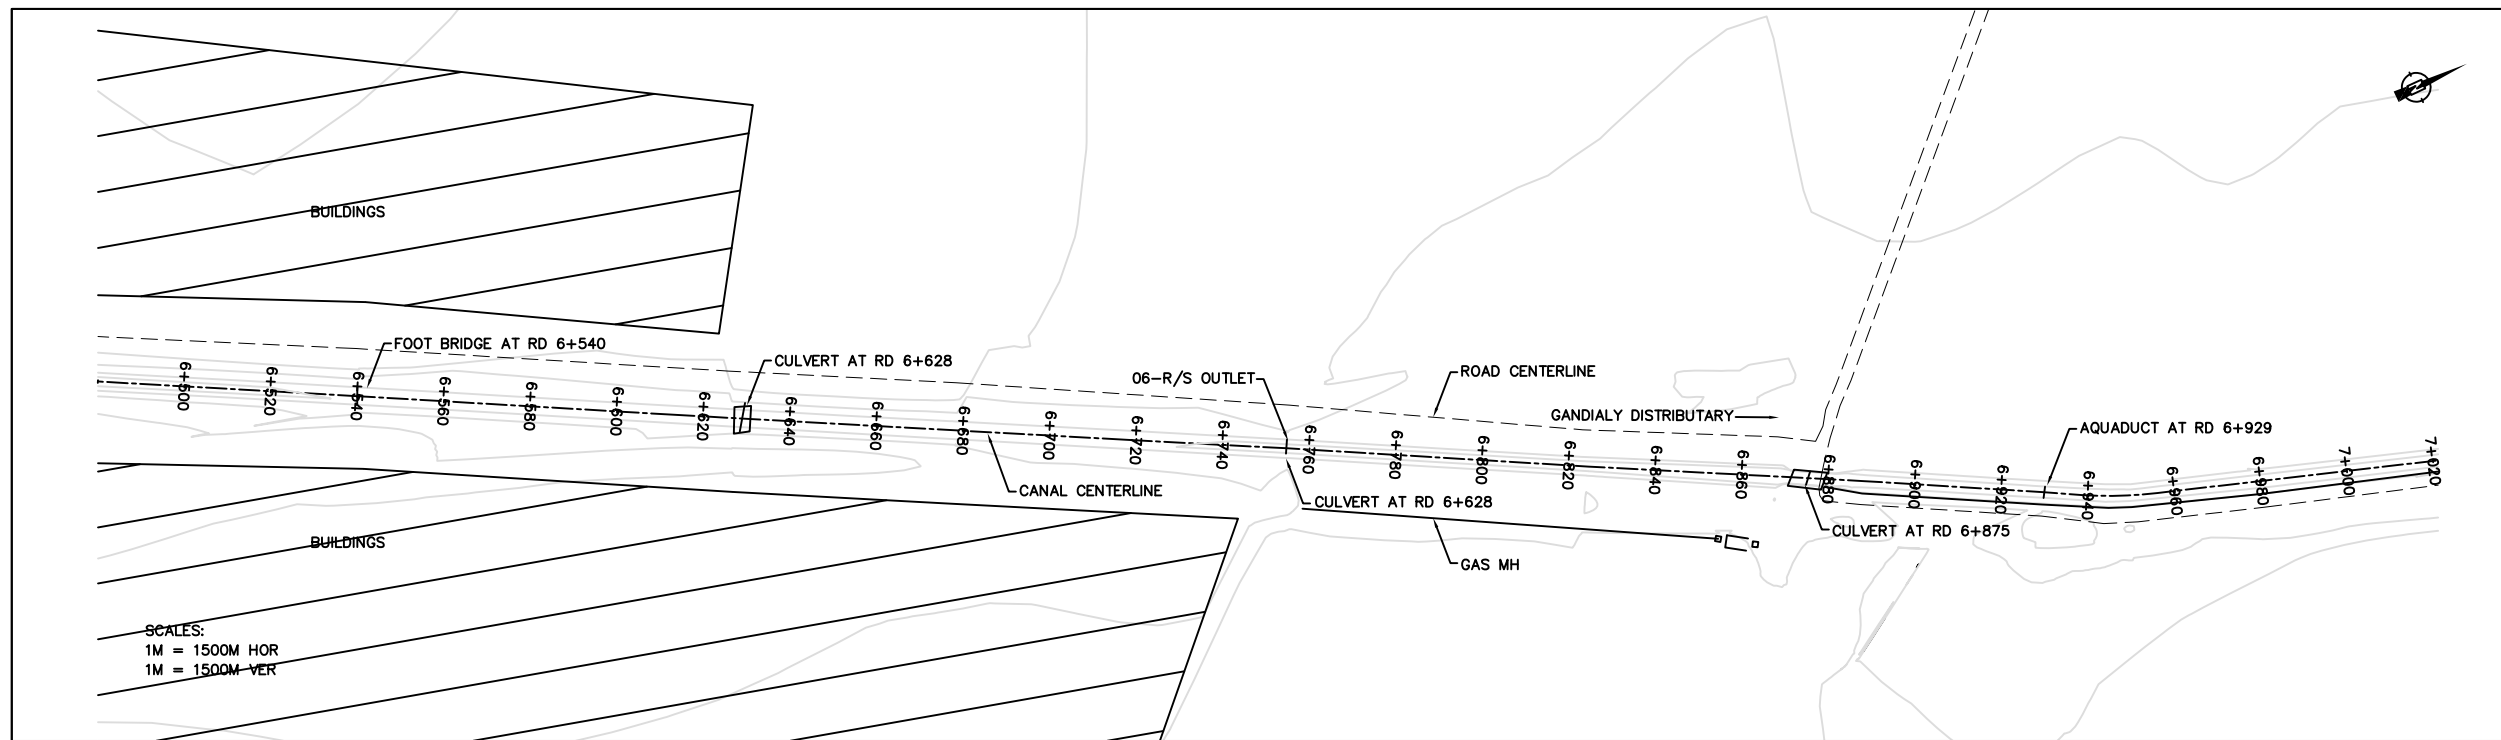 BUILDINGS
FOOT BRIDGE AT RD 6+540
CULVERT AT RD 6+628
06-R/S OUTLET
ROAD CENTERLINE
GANDIALY DISTRIBUTARY
AQUADUCT AT RD 6+929
6+500
6+520
6+540
6+560
6+580
6+600
6+620
6+640
6+660
6+680
6+700
6+720
6+740
6+760
6+780
6+800
6+820
6+840
6+860
6+880
6+900
6+920
6+940
6+960
6+980
7+000
7+020
CANAL CENTERLINE
CULVERT AT RD 6+628
CULVERT AT RD 6+875
BUILDINGS
GAS MH
SCALES:
1M = 1500M HOR
1M = 1500M VER